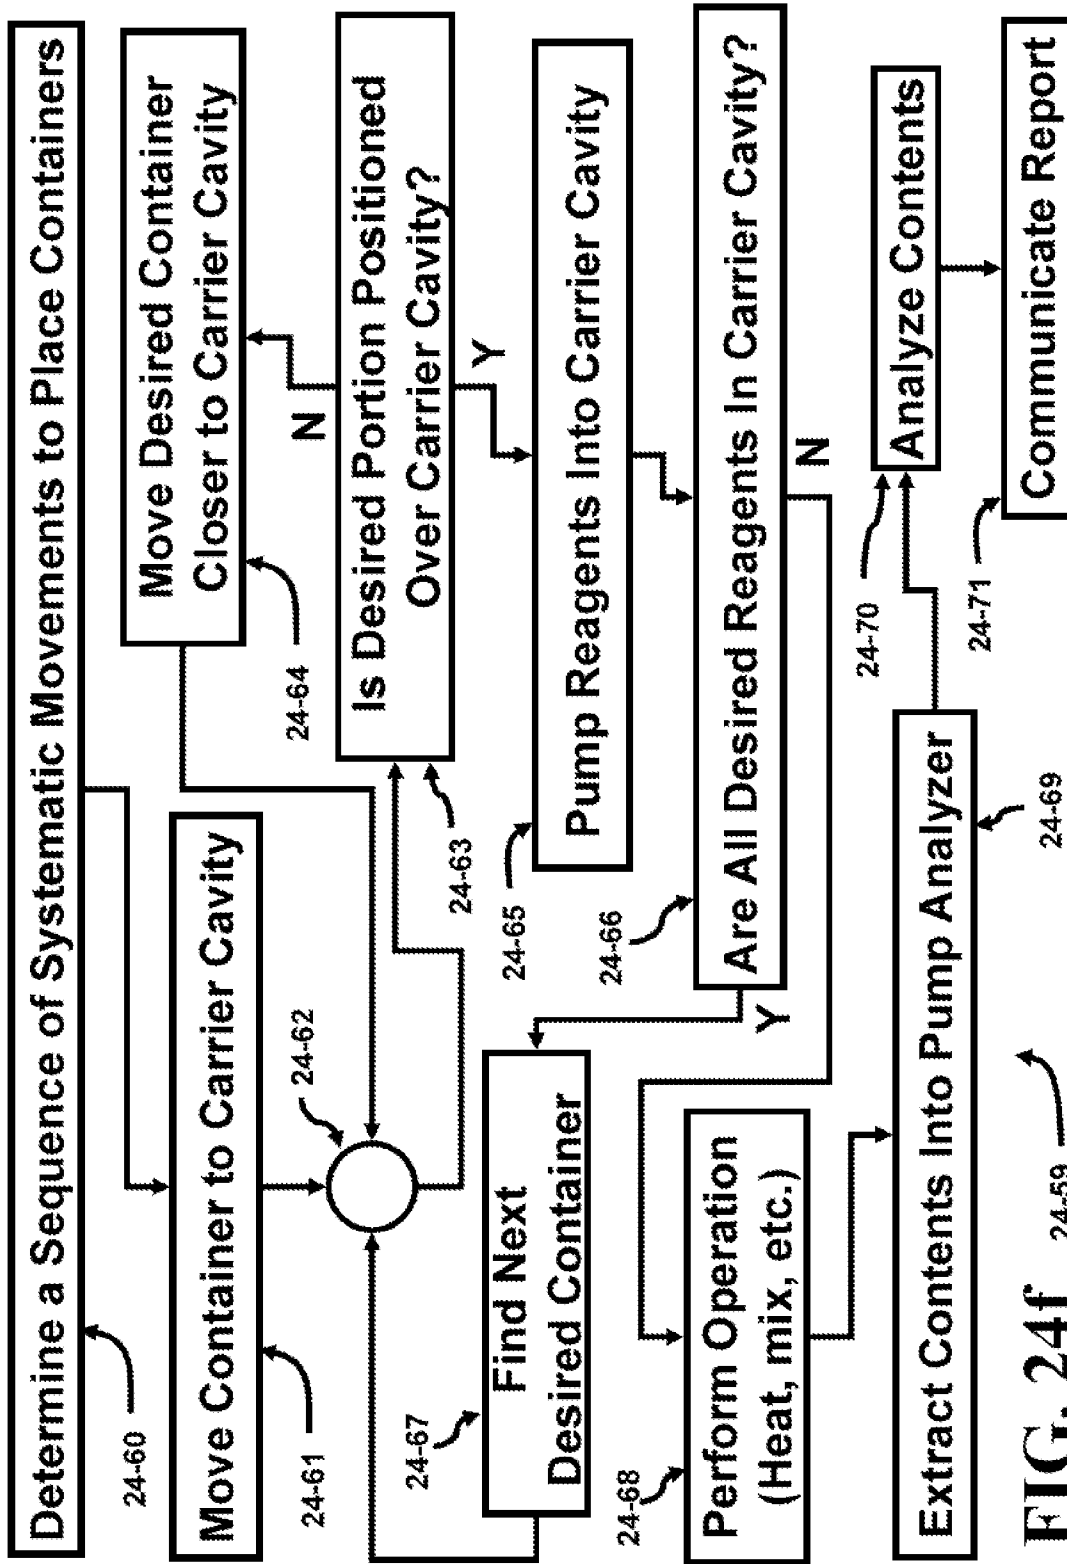 Determine a Sequence of Systematic Movements to Place Containers
24-60
Move Container to Carrier Cavity
24-61
24-62
Move Desired Container
Closer to Carrier Cavity
24-64
N
Is Desired Portion Positioned
Over Carrier Cavity?
24-63
Y
Pump Reagents Into Carrier Cavity
24-65
Are All Desired Reagents In Carrier Cavity?
24-66
Y
N
Find Next
Desired Container
24-67
Perform Operation
(Heat, mix, etc.)
24-68
Extract Contents Into Pump Analyzer
24-69
Analyze Contents
24-70
Communicate Report
24-71
FIG. 24f
24-59